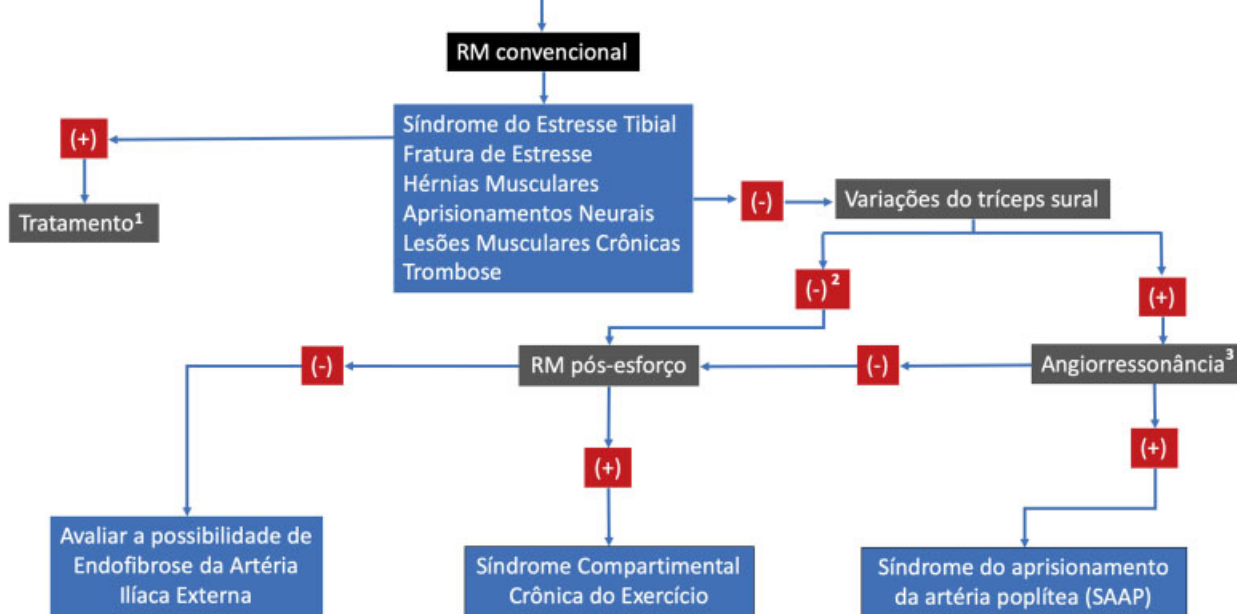 RM convencional
(+)
Síndrome do Estresse Tibial
Fratura de Estresse
Hérnias Musculares
Aprisionamentos Neurais
Lesões Musculares Crônicas
Trombose
Tratamento¹
(-)
Variações do tríceps sural
(-)²
(+)
(-)
RM pós-esforço
(-)
Angiorressonância³
(+)
(+)
Avaliar a possibilidade de
Endofibrose da Artéria
Ilíaca Externa
Síndrome Compartimental
Crônica do Exercício
Síndrome do aprisionamento
da artéria poplítea (SAAP)